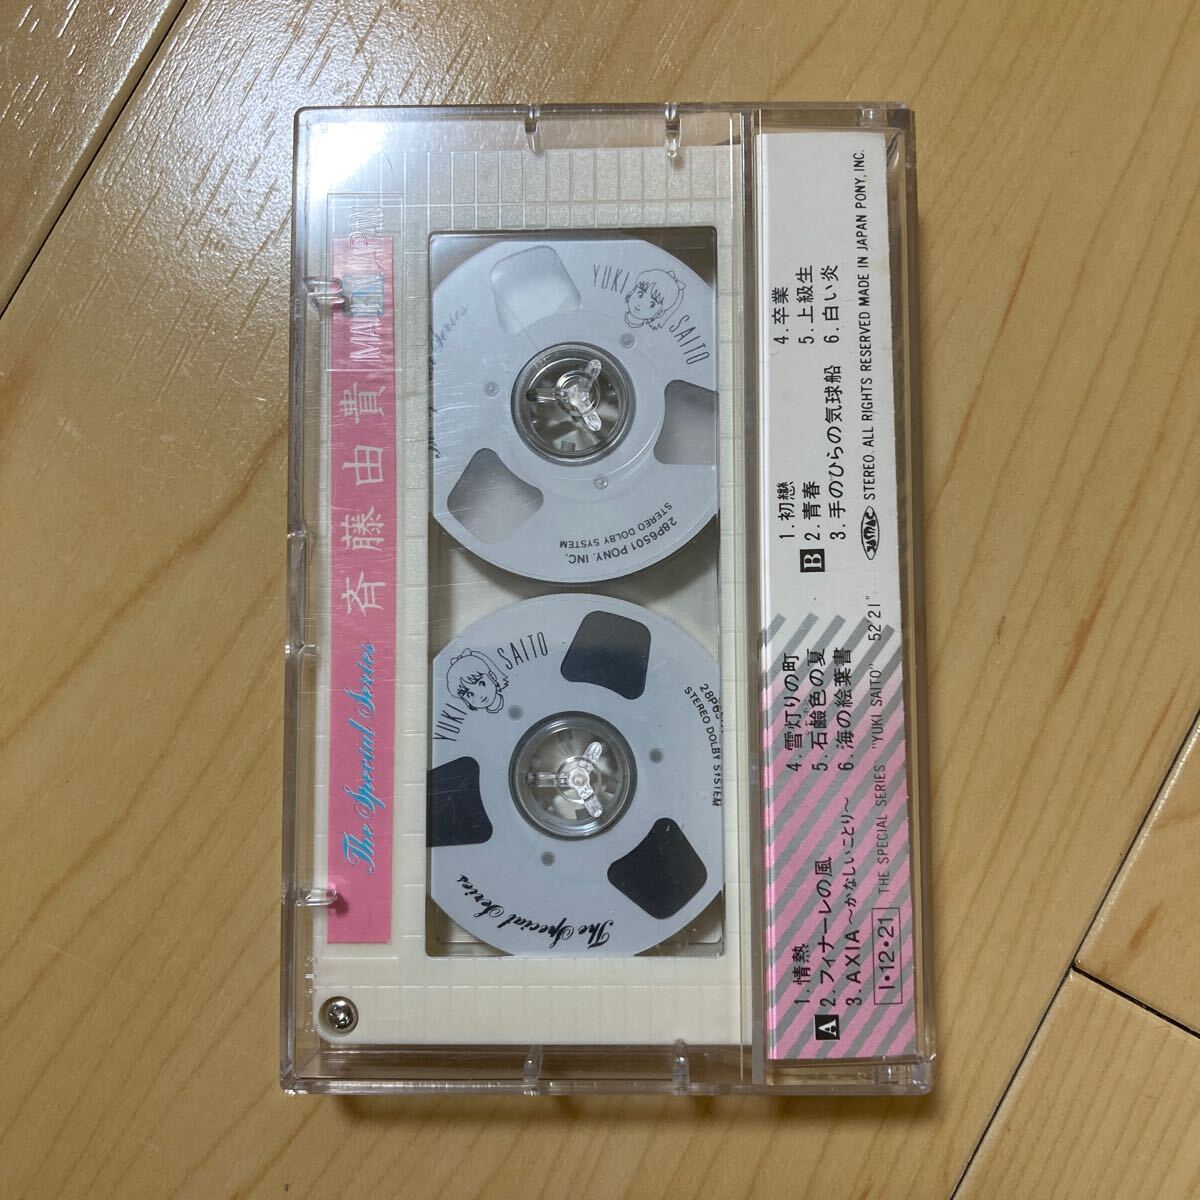 The Special Series 斉藤由貴 MADE IN JAPAN
YUKI SAITO
28P6501 PONY, INC.
STEREO DOLBY SYSTEM
YUKI SAITO
STEREO DOLBY SYSTEM
The Special Series
A
1. 情熱
2. フィナーレの風
3. AXIA~かなしいことり~
4. 雪灯りの町
5. 石鹼色の夏
6. 海の絵葉書
B
1. 初戀
2. 青春
3. 手のひらの気球船
4. 卒業
5. 上級生
6. 白い炎
I・12・21 THE SPECIAL SERIES "YUKI SAITO" 52'21" STEREO. ALL RIGHTS RESERVED MADE IN JAPAN PONY, INC.